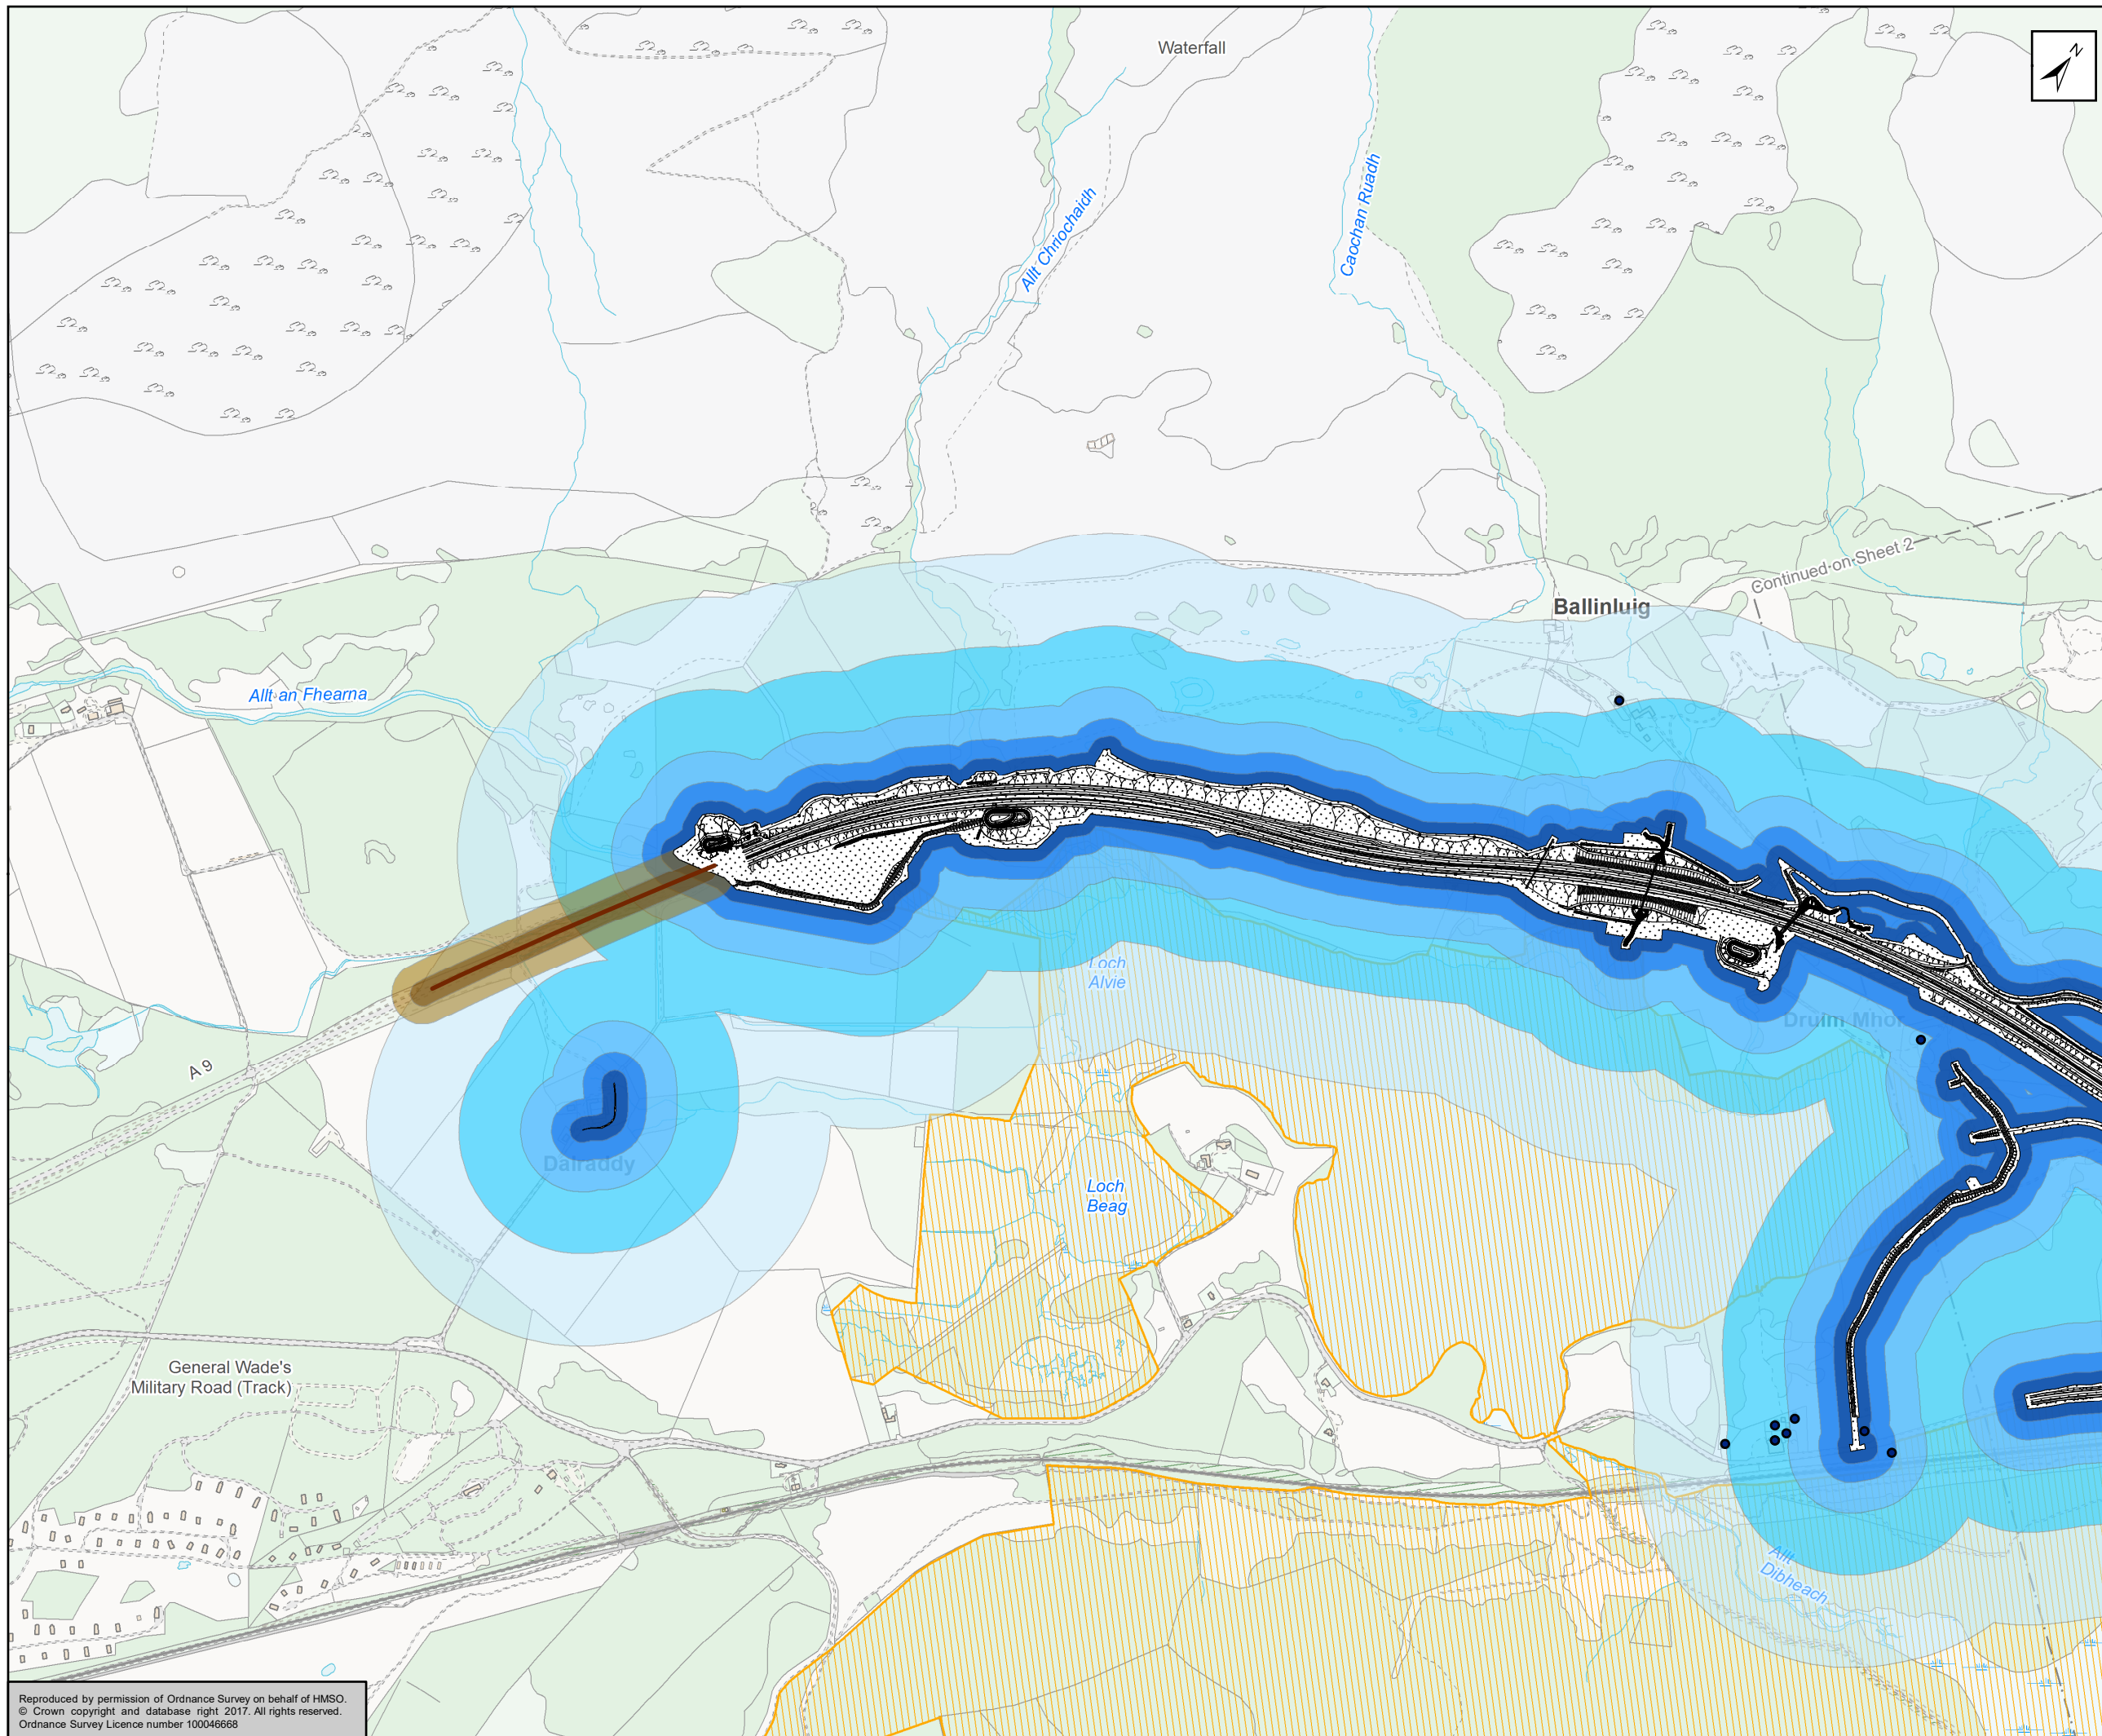 Waterfall
N
Allt Chriochaidh
Caochan Ruadh
Continued on Sheet 2
Ballinluig
Allt an Fhearna
Loch
Alvie
Druim Mhor
A 9
Dalraddy
Loch
Beag
General Wade's
Military Road (Track)
Allt
Dibheach
Reproduced by permission of Ordnance Survey on behalf of HMSO.
© Crown copyright and database right 2017. All rights reserved.
Ordnance Survey Licence number 100046668